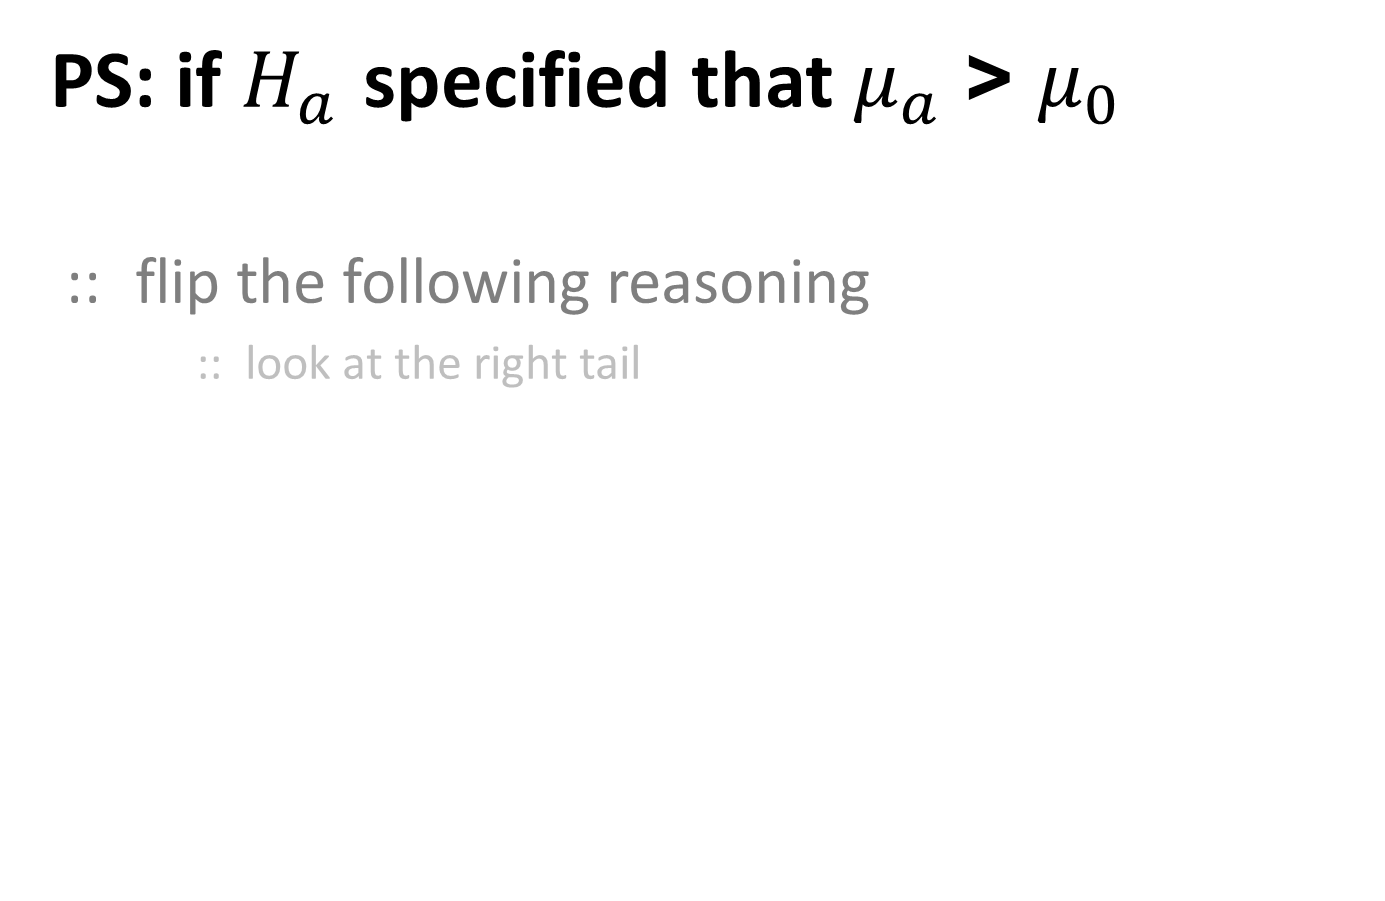 PS: if 𝐻ₐ specified that 𝜇ₐ > 𝜇₀
:: flip the following reasoning
:: look at the right tail